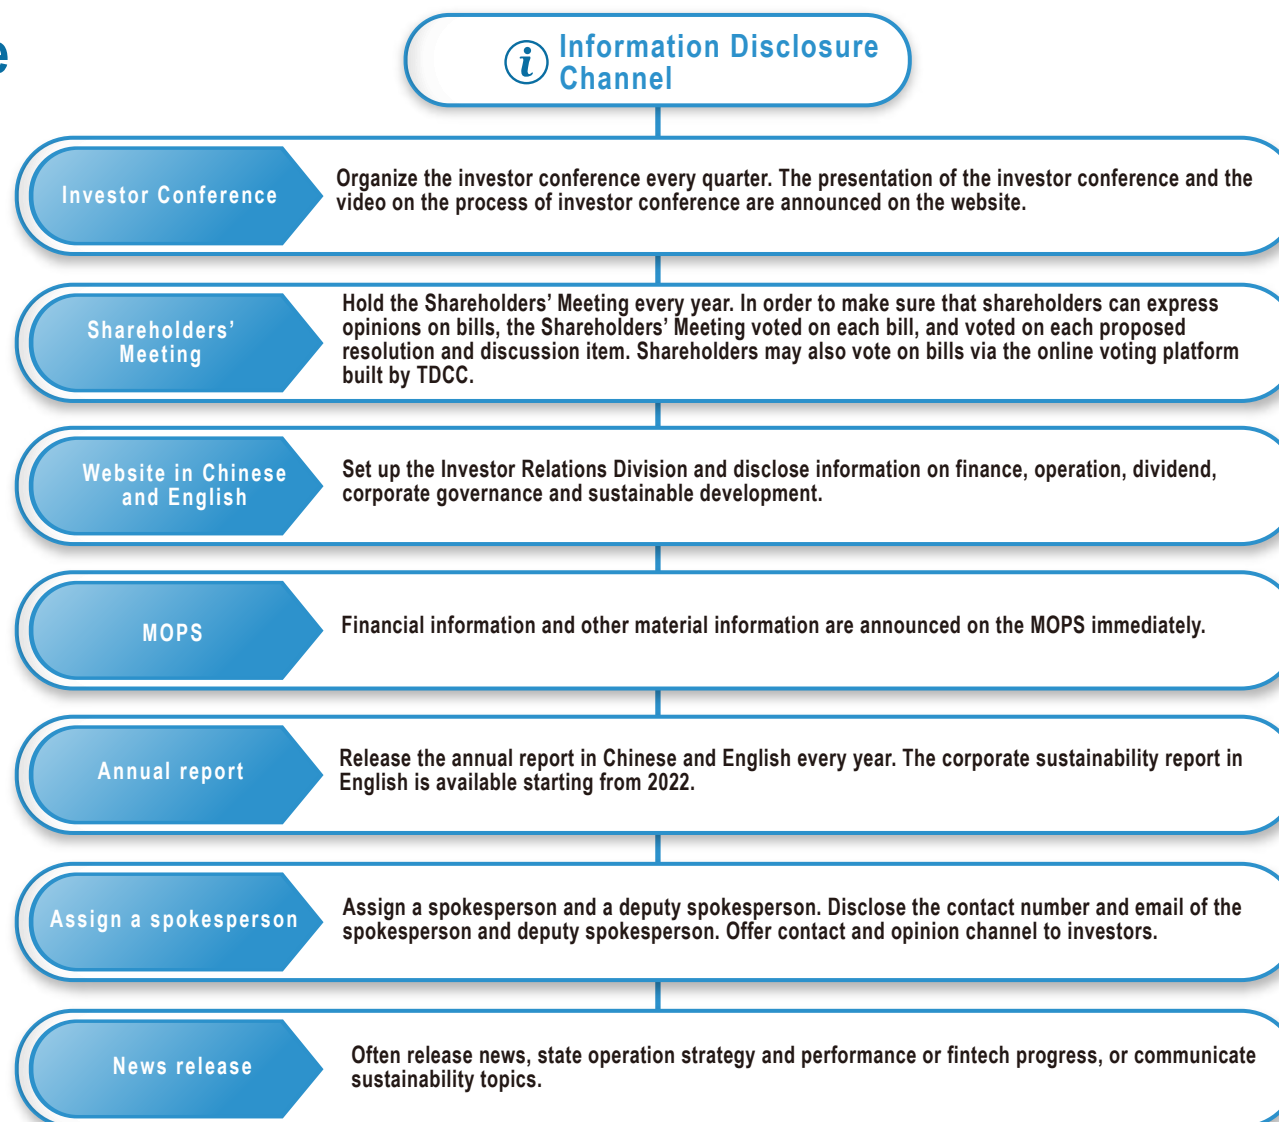 e
Information Disclosure
Channel
Investor Conference
Organize the investor conference every quarter. The presentation of the investor conference and the
video on the process of investor conference are announced on the website.
Shareholders’
Meeting
Hold the Shareholders’ Meeting every year. In order to make sure that shareholders can express
opinions on bills, the Shareholders’ Meeting voted on each bill, and voted on each proposed
resolution and discussion item. Shareholders may also vote on bills via the online voting platform
built by TDCC.
Website in Chinese
and English
Set up the Investor Relations Division and disclose information on finance, operation, dividend,
corporate governance and sustainable development.
MOPS
Financial information and other material information are announced on the MOPS immediately.
Annual report
Release the annual report in Chinese and English every year. The corporate sustainability report in
English is available starting from 2022.
Assign a spokesperson
Assign a spokesperson and a deputy spokesperson. Disclose the contact number and email of the
spokesperson and deputy spokesperson. Offer contact and opinion channel to investors.
News release
Often release news, state operation strategy and performance or fintech progress, or communicate
sustainability topics.